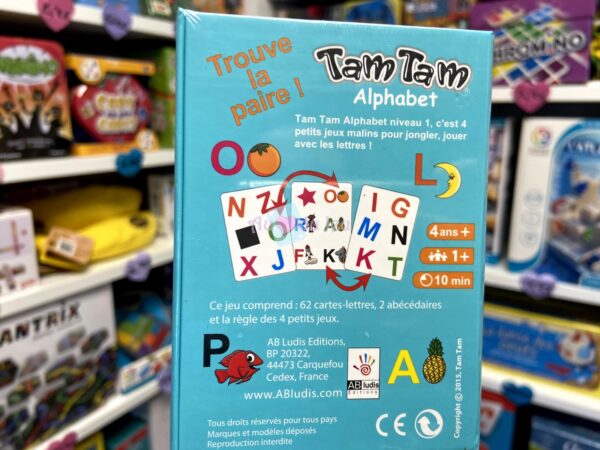 Trouve
la
paire !
Tam Tam®
Alphabet
Tam Tam Alphabet niveau 1, c'est 4
petits jeux malins pour jongler, jouer
avec les lettres !
O
L
N Z
O
X J
O
R A
F K
I G
M N
K T
4 ans +
1+
10 min
Ce jeu comprend : 62 cartes-lettres, 2 abécédaires
et la règle des 4 petits jeux.
P
AB Ludis Editions,
BP 20322,
44473 Carquefou
Cedex, France
www.ABludis.com
ABludis
Editions
A
Tous droits réservés pour tous pays
Marques et modèles déposés
Reproduction interdite
CE
Copyright © 2015, Tam Tam
ANTRIX